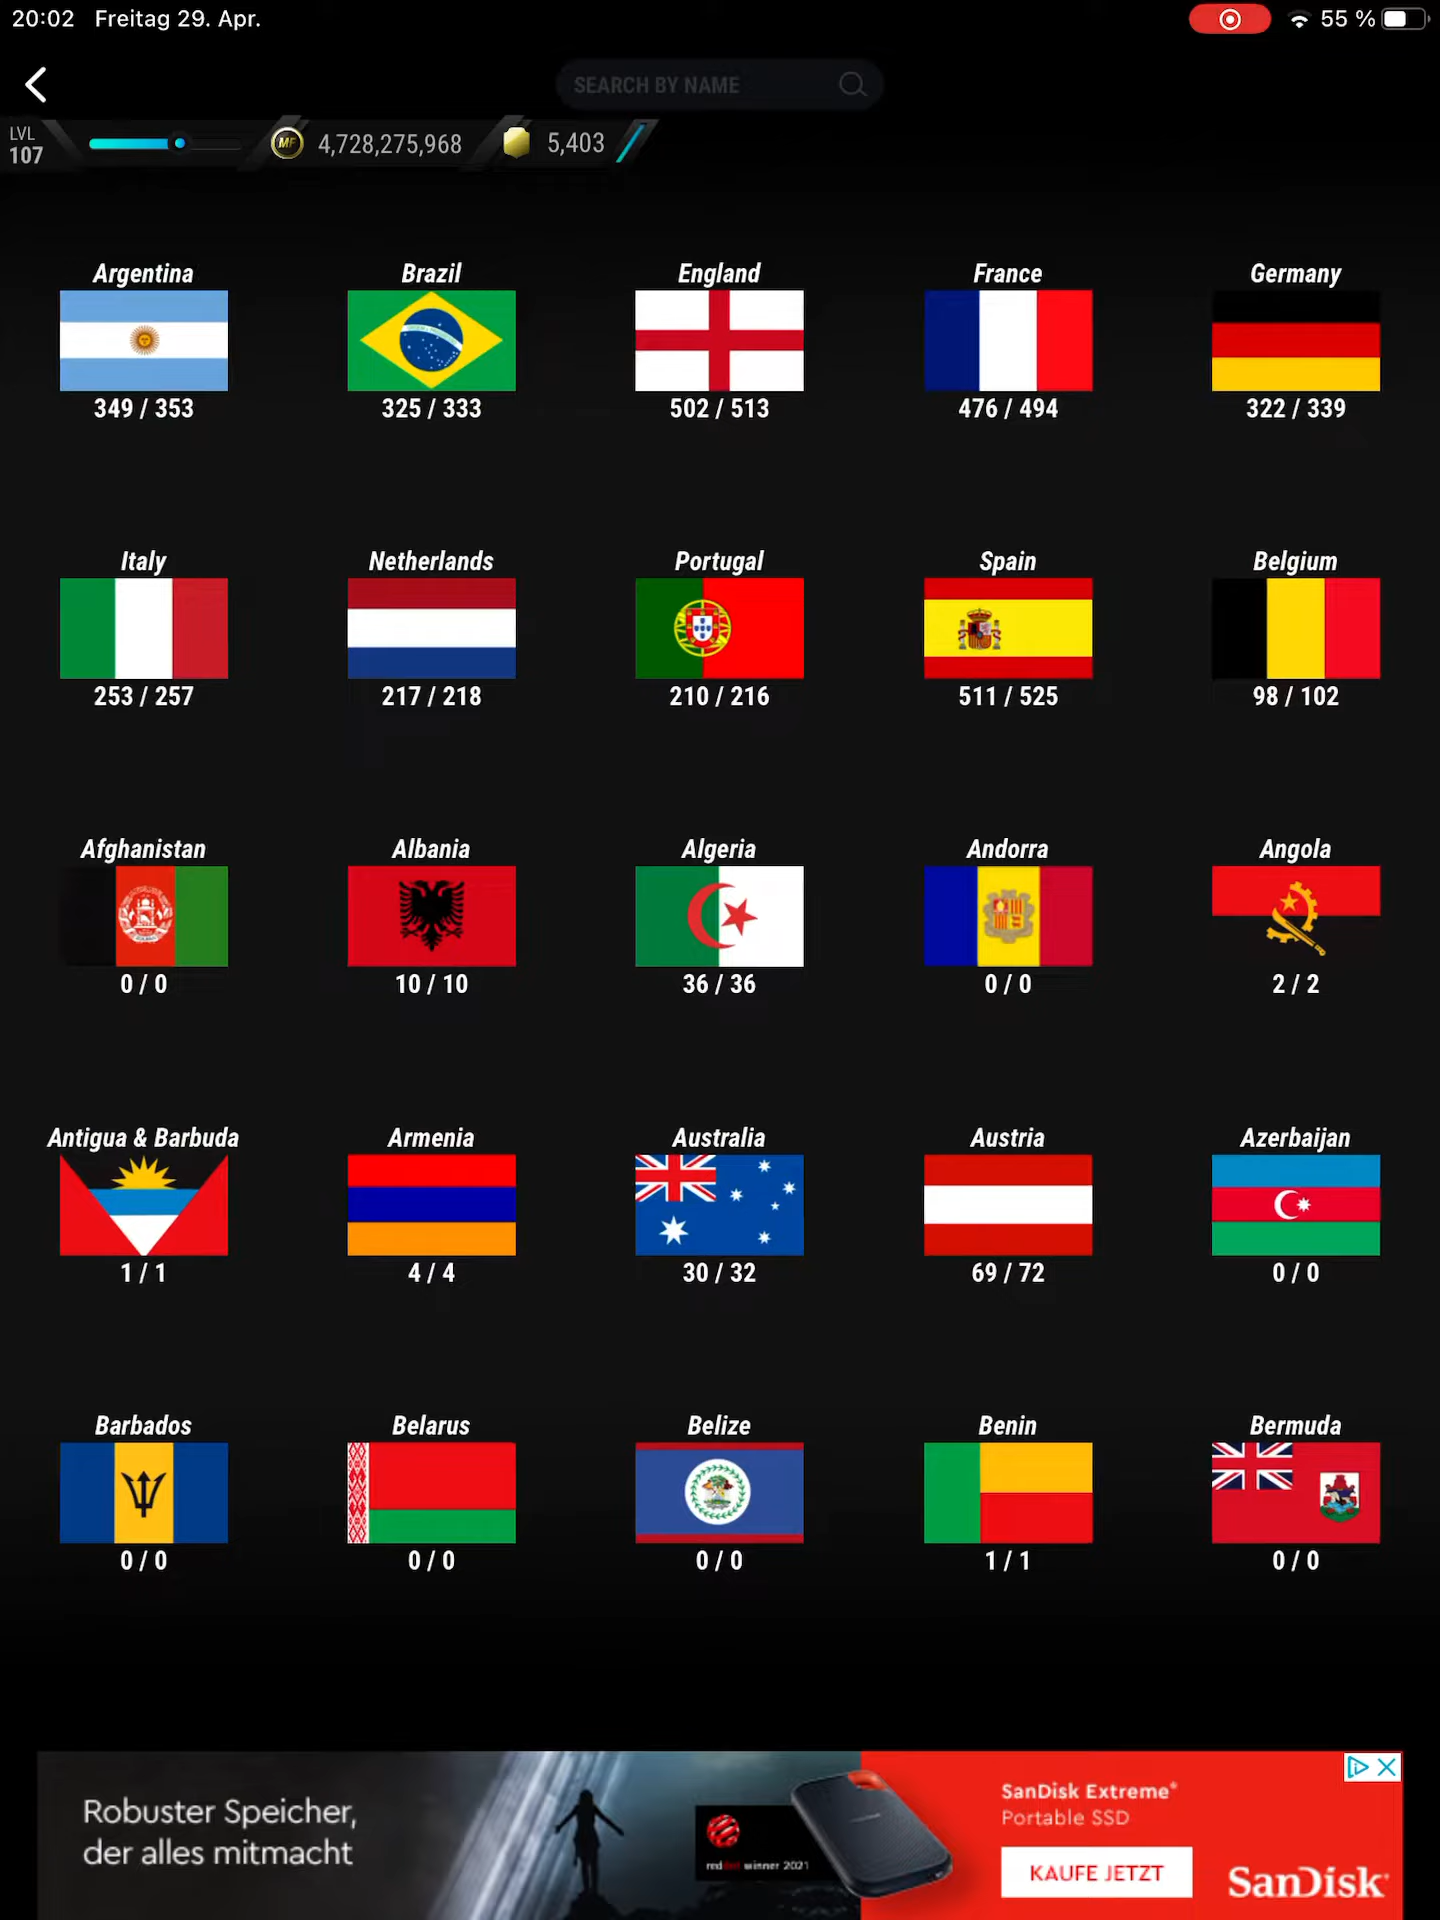 20:02 Freitag 29. Apr.
55 %
SEARCH BY NAME
LVL
107
MF
4,728,275,968
5,403
Argentina Brazil England France Germany
349 / 353 325 / 333 502 / 513 476 / 494 322 / 339
Italy Netherlands Portugal Spain Belgium
253 / 257 217 / 218 210 / 216 511 / 525 98 / 102
Afghanistan Albania Algeria Andorra Angola
0 / 0 10 / 10 36 / 36 0 / 0 2 / 2
Antigua & Barbuda Armenia Australia Austria Azerbaijan
1 / 1 4 / 4 30 / 32 69 / 72 0 / 0
Barbados Belarus Belize Benin Bermuda
0 / 0 0 / 0 0 / 0 1 / 1 0 / 0
Robuster Speicher,
der alles mitmacht
reddot winner 2021
SanDisk Extreme®
Portable SSD
KAUFE JETZT
SanDisk®